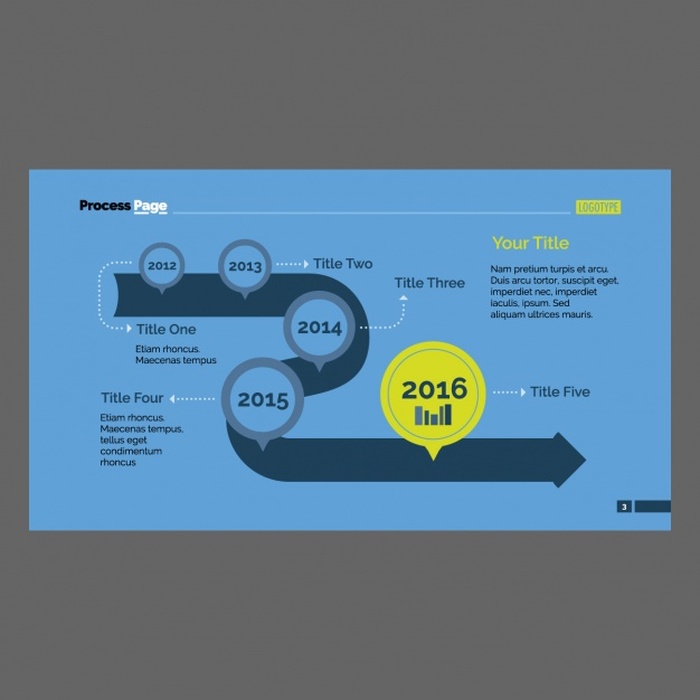 Process Page
LOGOTYPE
Your Title
Nam pretium turpis et arcu.
Duis arcu tortor, suscipit eget,
imperdiet nec, imperdiet
iaculis, ipsum. Sed
aliquam ultrices mauris.
2012
2013
Title Two
Title Three
2014
Title One
Etiam rhoncus.
Maecenas tempus
2015
2016
Title Five
Title Four
Etiam rhoncus.
Maecenas tempus,
tellus eget
condimentum
rhoncus
3